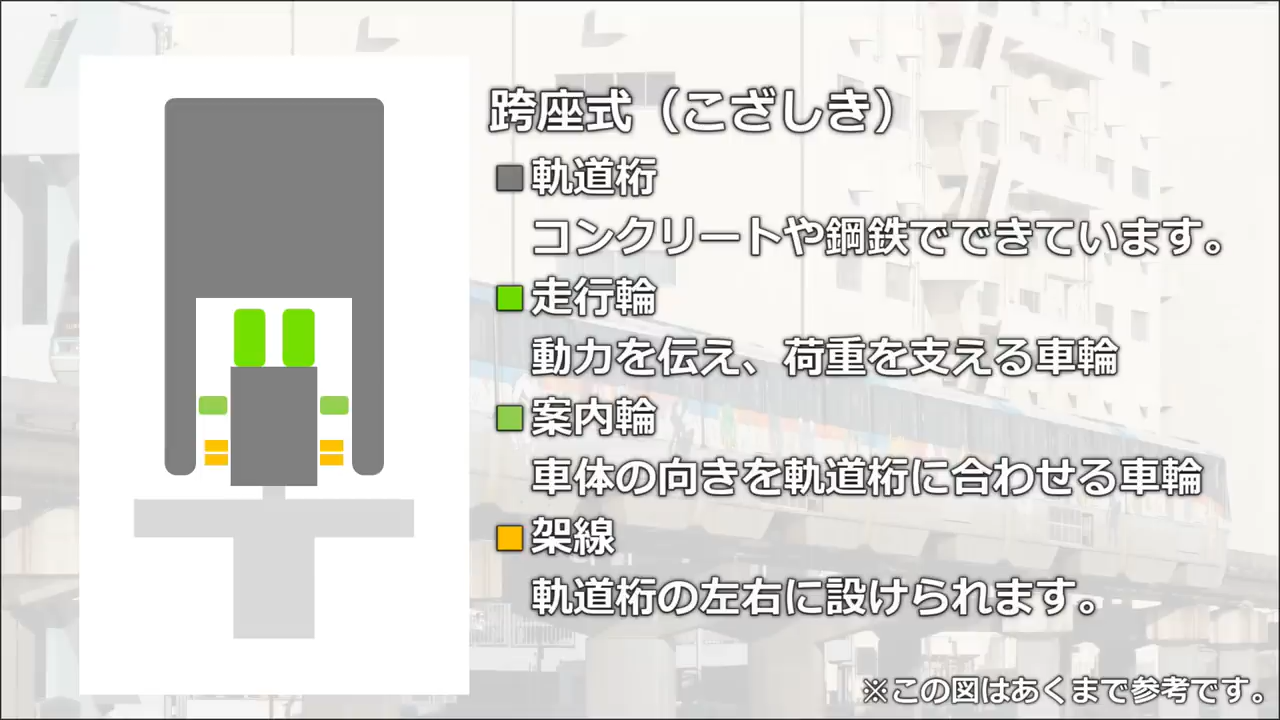 跨座式（こざしき）
軌道桁
コンクリートや鋼鉄でできています。
走行輪
動力を伝え、荷重を支える車輪
案内輪
車体の向きを軌道桁に合わせる車輪
架線
軌道桁の左右に設けられます。
※この図はあくまで参考です。